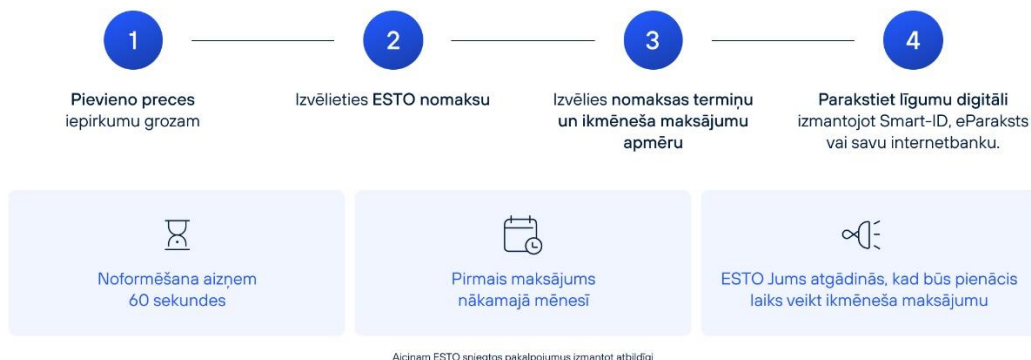 1
2
3
4
Pievieno preces
iepirkumu grozam
Izvēlieties ESTO nomaksu
Izvēlies nomaksas termiņu
un ikmēneša maksājumu
apmēru
Parakstiet līgumu digitāli
izmantojot Smart-ID, eParaksts
vai savu internetbanku.
Noformēšana aizņem
60 sekundes
Pirmais maksājums
nākamajā mēnesī
ESTO Jums atgādinās, kad būs pienācis
laiks veikt ikmēneša maksājumu
Aicinam ESTO sniegtos pakalpojumus izmantot atbildīgi